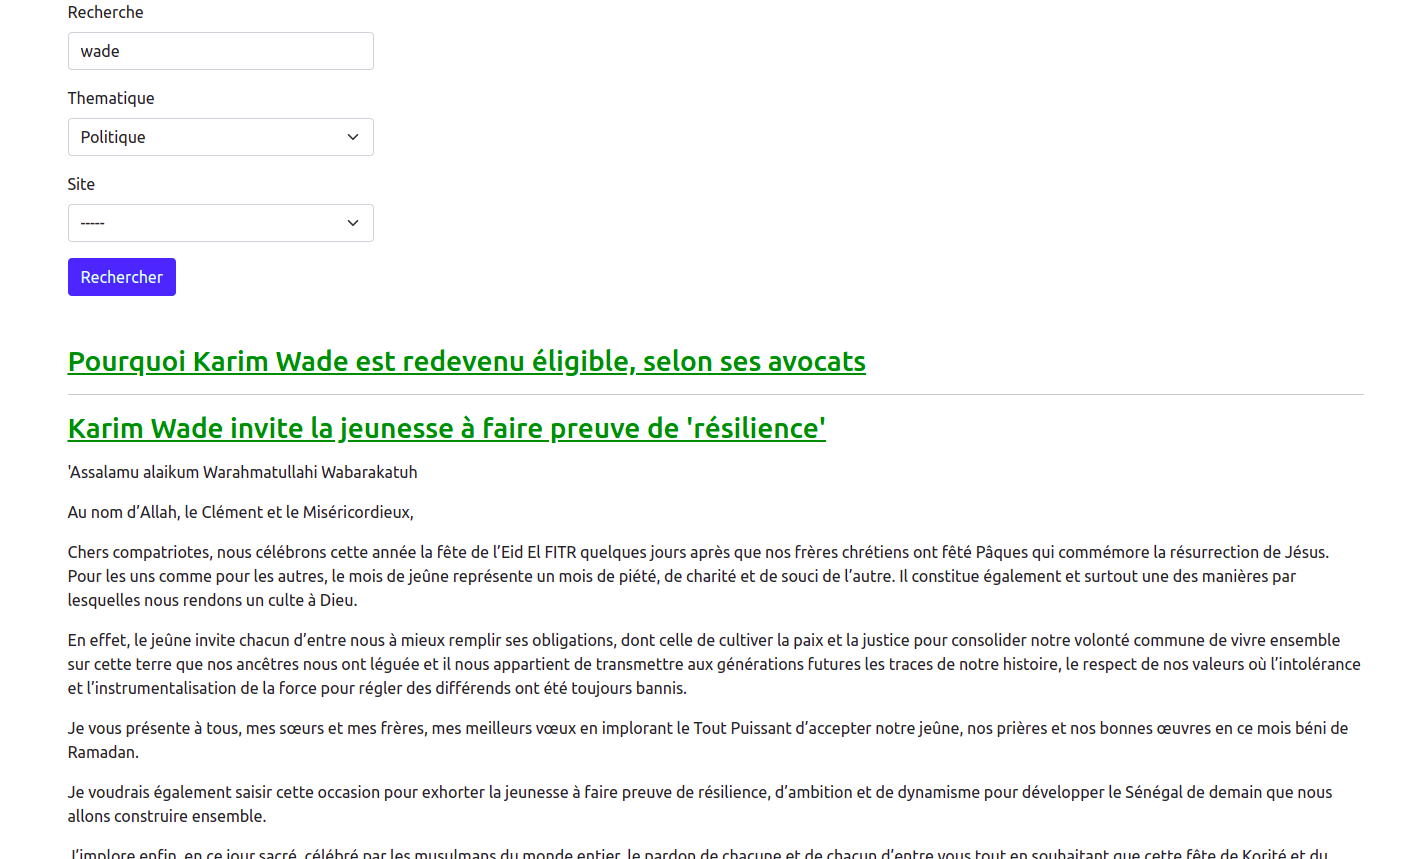 Recherche
wade
Thematique
Politique
Site
-----
Rechercher
Pourquoi Karim Wade est redevenu éligible, selon ses avocats
Karim Wade invite la jeunesse à faire preuve de 'résilience'
'Assalamu alaikum Warahmatullahi Wabarakatuh
Au nom d’Allah, le Clément et le Miséricordieux,
Chers compatriotes, nous célébrons cette année la fête de l’Eid El FITR quelques jours après que nos frères chrétiens ont fêté Pâques qui commémore la résurrection de Jésus.
Pour les uns comme pour les autres, le mois de jeûne représente un mois de piété, de charité et de souci de l’autre. Il constitue également et surtout une des manières par
lesquelles nous rendons un culte à Dieu.
En effet, le jeûne invite chacun d’entre nous à mieux remplir ses obligations, dont celle de cultiver la paix et la justice pour consolider notre volonté commune de vivre ensemble
sur cette terre que nos ancêtres nous ont léguée et il nous appartient de transmettre aux générations futures les traces de notre histoire, le respect de nos valeurs où l’intolérance
et l’instrumentalisation de la force pour régler des différends ont été toujours bannis.
Je vous présente à tous, mes sœurs et mes frères, mes meilleurs vœux en implorant le Tout Puissant d’accepter notre jeûne, nos prières et nos bonnes œuvres en ce mois béni de
Ramadan.
Je voudrais également saisir cette occasion pour exhorter la jeunesse à faire preuve de résilience, d’ambition et de dynamisme pour développer le Sénégal de demain que nous
allons construire ensemble.
J’implore enfin, en ce jour sacré, célébré par les musulmans du monde entier, le pardon de chacune et de chacun d’entre vous tout en souhaitant que cette fête de Korité et du